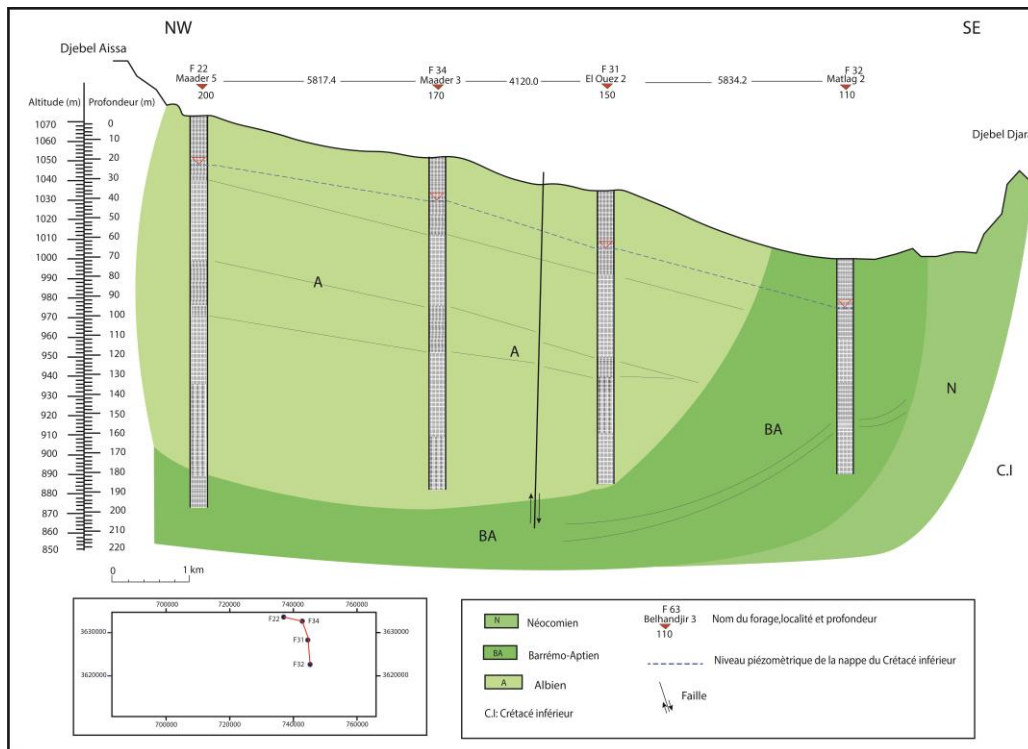 NW
SE
Djebel Aissa
F 22
Maader 5
200
5817.4
F 34
Maader 3
170
4120.0
F 31
El Ouez 2
150
5834.2
F 32
Matlag 2
110
Djebel Djara
Altitude (m)
Profondeur (m)
1070
1060
1050
1040
1030
1020
1010
1000
990
980
970
960
950
940
930
920
910
900
890
880
870
860
850
0
10
20
30
40
50
60
70
80
90
100
110
120
130
140
150
160
170
180
190
200
210
220
A
A
BA
BA
N
C.I
0 1 km
700000 720000 740000 760000
3630000
3620000
F22
F34
F31
F32
3630000
3620000
700000 720000 740000 760000
N Néocomien
BA Barrémo-Aptien
A Albien
C.I: Crétacé inférieur
F 63
Belhandjir 3
110
Nom du forage,localité et profondeur
Niveau piézomètrique de la nappe du Crétacé inférieur
Faille